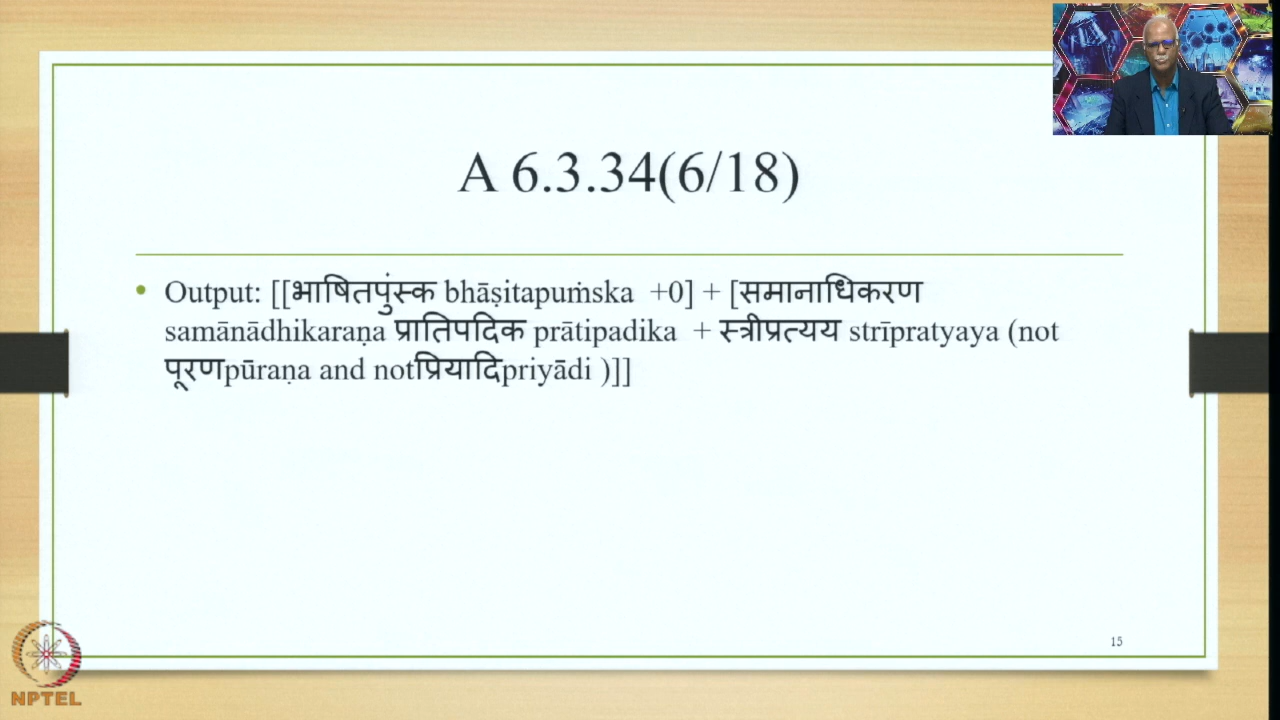 A 6.3.34(6/18)
• Output: [[भाषितपुंस्क bhāṣitapuṁska +0] + [समानाधिकरण
samānādhikaraṇa प्रातिपदिक prātipadika + स्त्रीप्रत्यय strīpratyaya (not
पूरणpūraṇa and notप्रियादिpriyādi )]]
15
NPTEL